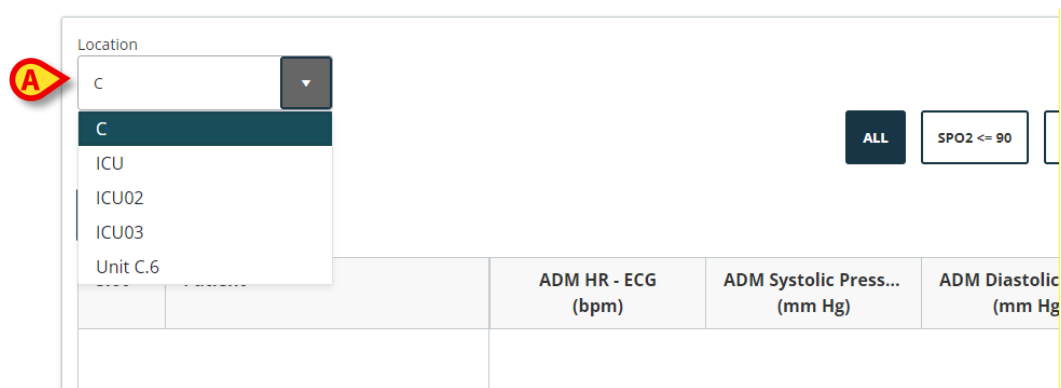 Location
A
C
C
ICU
ICU02
ICU03
Unit C.6
ALL
SPO2 <= 90
ADM HR - ECG
(bpm)
ADM Systolic Press...
(mm Hg)
ADM Diastolic
(mm Hg